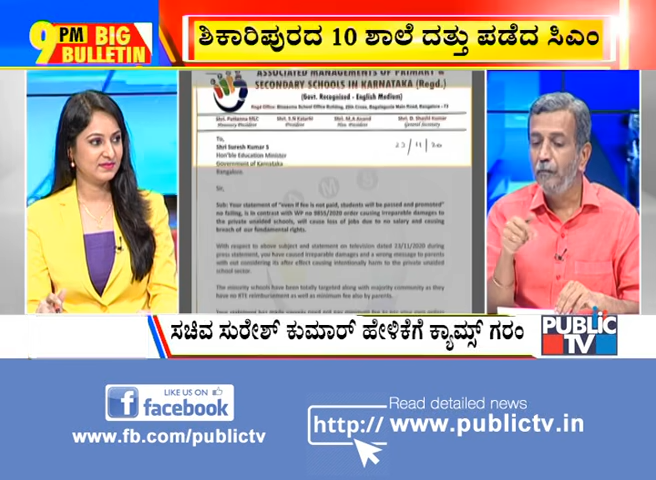 9 PM BIG BULLETIN
ಶಿಕಾರಿಪುರದ 10 ಶಾಲೆ ದತ್ತು ಪಡೆದ ಸಿಎಂ
ASSOCIATED MANAGEMENTS OF PRIMARY &
SECONDARY SCHOOLS IN KARNATAKA (Regd.)
(Govt. Recognised - English Medium)
To,
Shri Suresh Kumar S
23/11/20
Hon'ble Education Minister
Government of Karnataka
Sir,
Sub: Your statement of "even if fee is not paid, students will be passed and promoted"
no failing, is in contrast with WP no order causing irreparable damages to
the private unaided schools, will cause loss of jobs due to no salary and causing
breach of our fundamental rights.
With respect to above subject and statement on television dated 23/11/2020 during
press statement, you have caused irreparable damages and a wrong message to parents
with out considering its after effect causing intentionally harm to the private unaided
school sector.
The minority schools have been totally targeted along with majority community as they
have no RTE reimbursement as well as minimum fee also by parents.
ಸಚಿವ ಸುರೇಶ್ ಕುಮಾರ್ ಹೇಳಿಕೆಗೆ ಕ್ಯಾಮ್ಸ್ ಗರಂ
PUBLIC
TV
LIKE US ON
facebook
www.fb.com/publictv
Read detailed news
http:// www.publictv.in